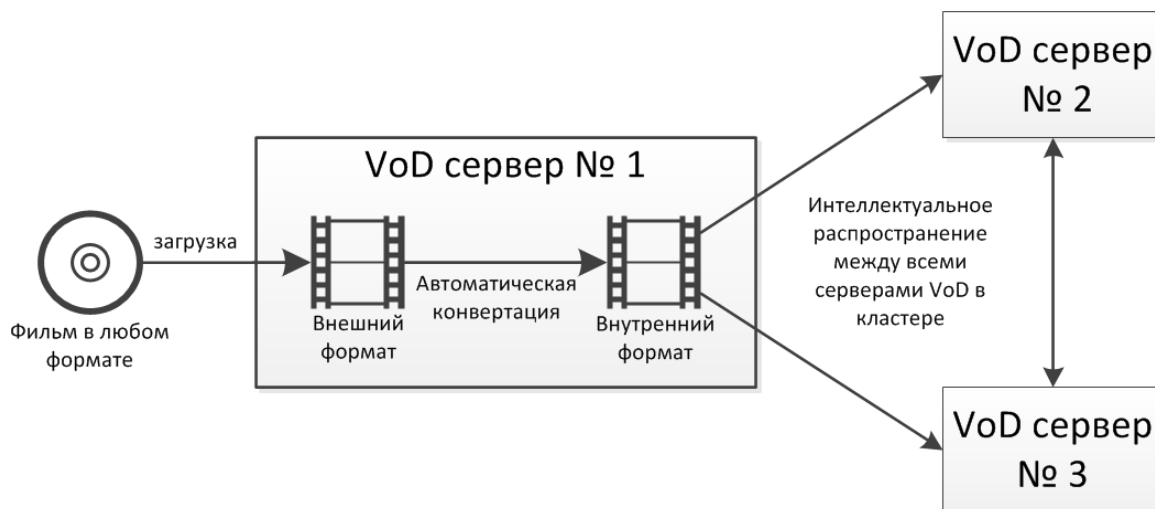 VoD сервер
№ 2
VoD сервер № 1
загрузка
Фильм в любом
формате
Внешний
формат
Автоматическая
конвертация
Внутренний
формат
Интеллектуальное
распространение
между всеми
серверами VoD в
кластере
VoD сервер
№ 3